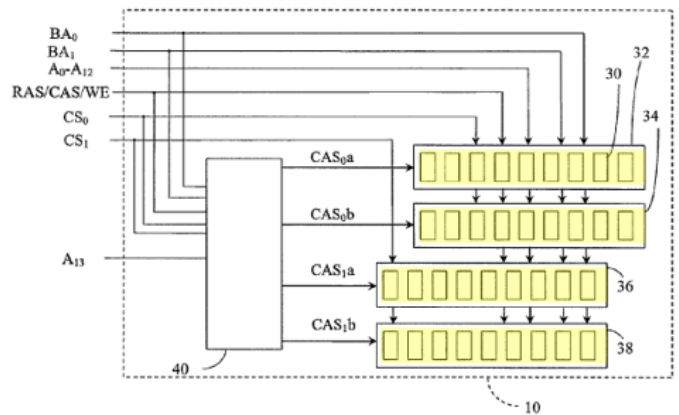 BA₀
BA₁
A₀-A₁₂
RAS/CAS/WE
CS₀
CS₁
A₁₃
CAS₀a
CAS₀b
CAS₁a
CAS₁b
30
32
34
36
38
40
10